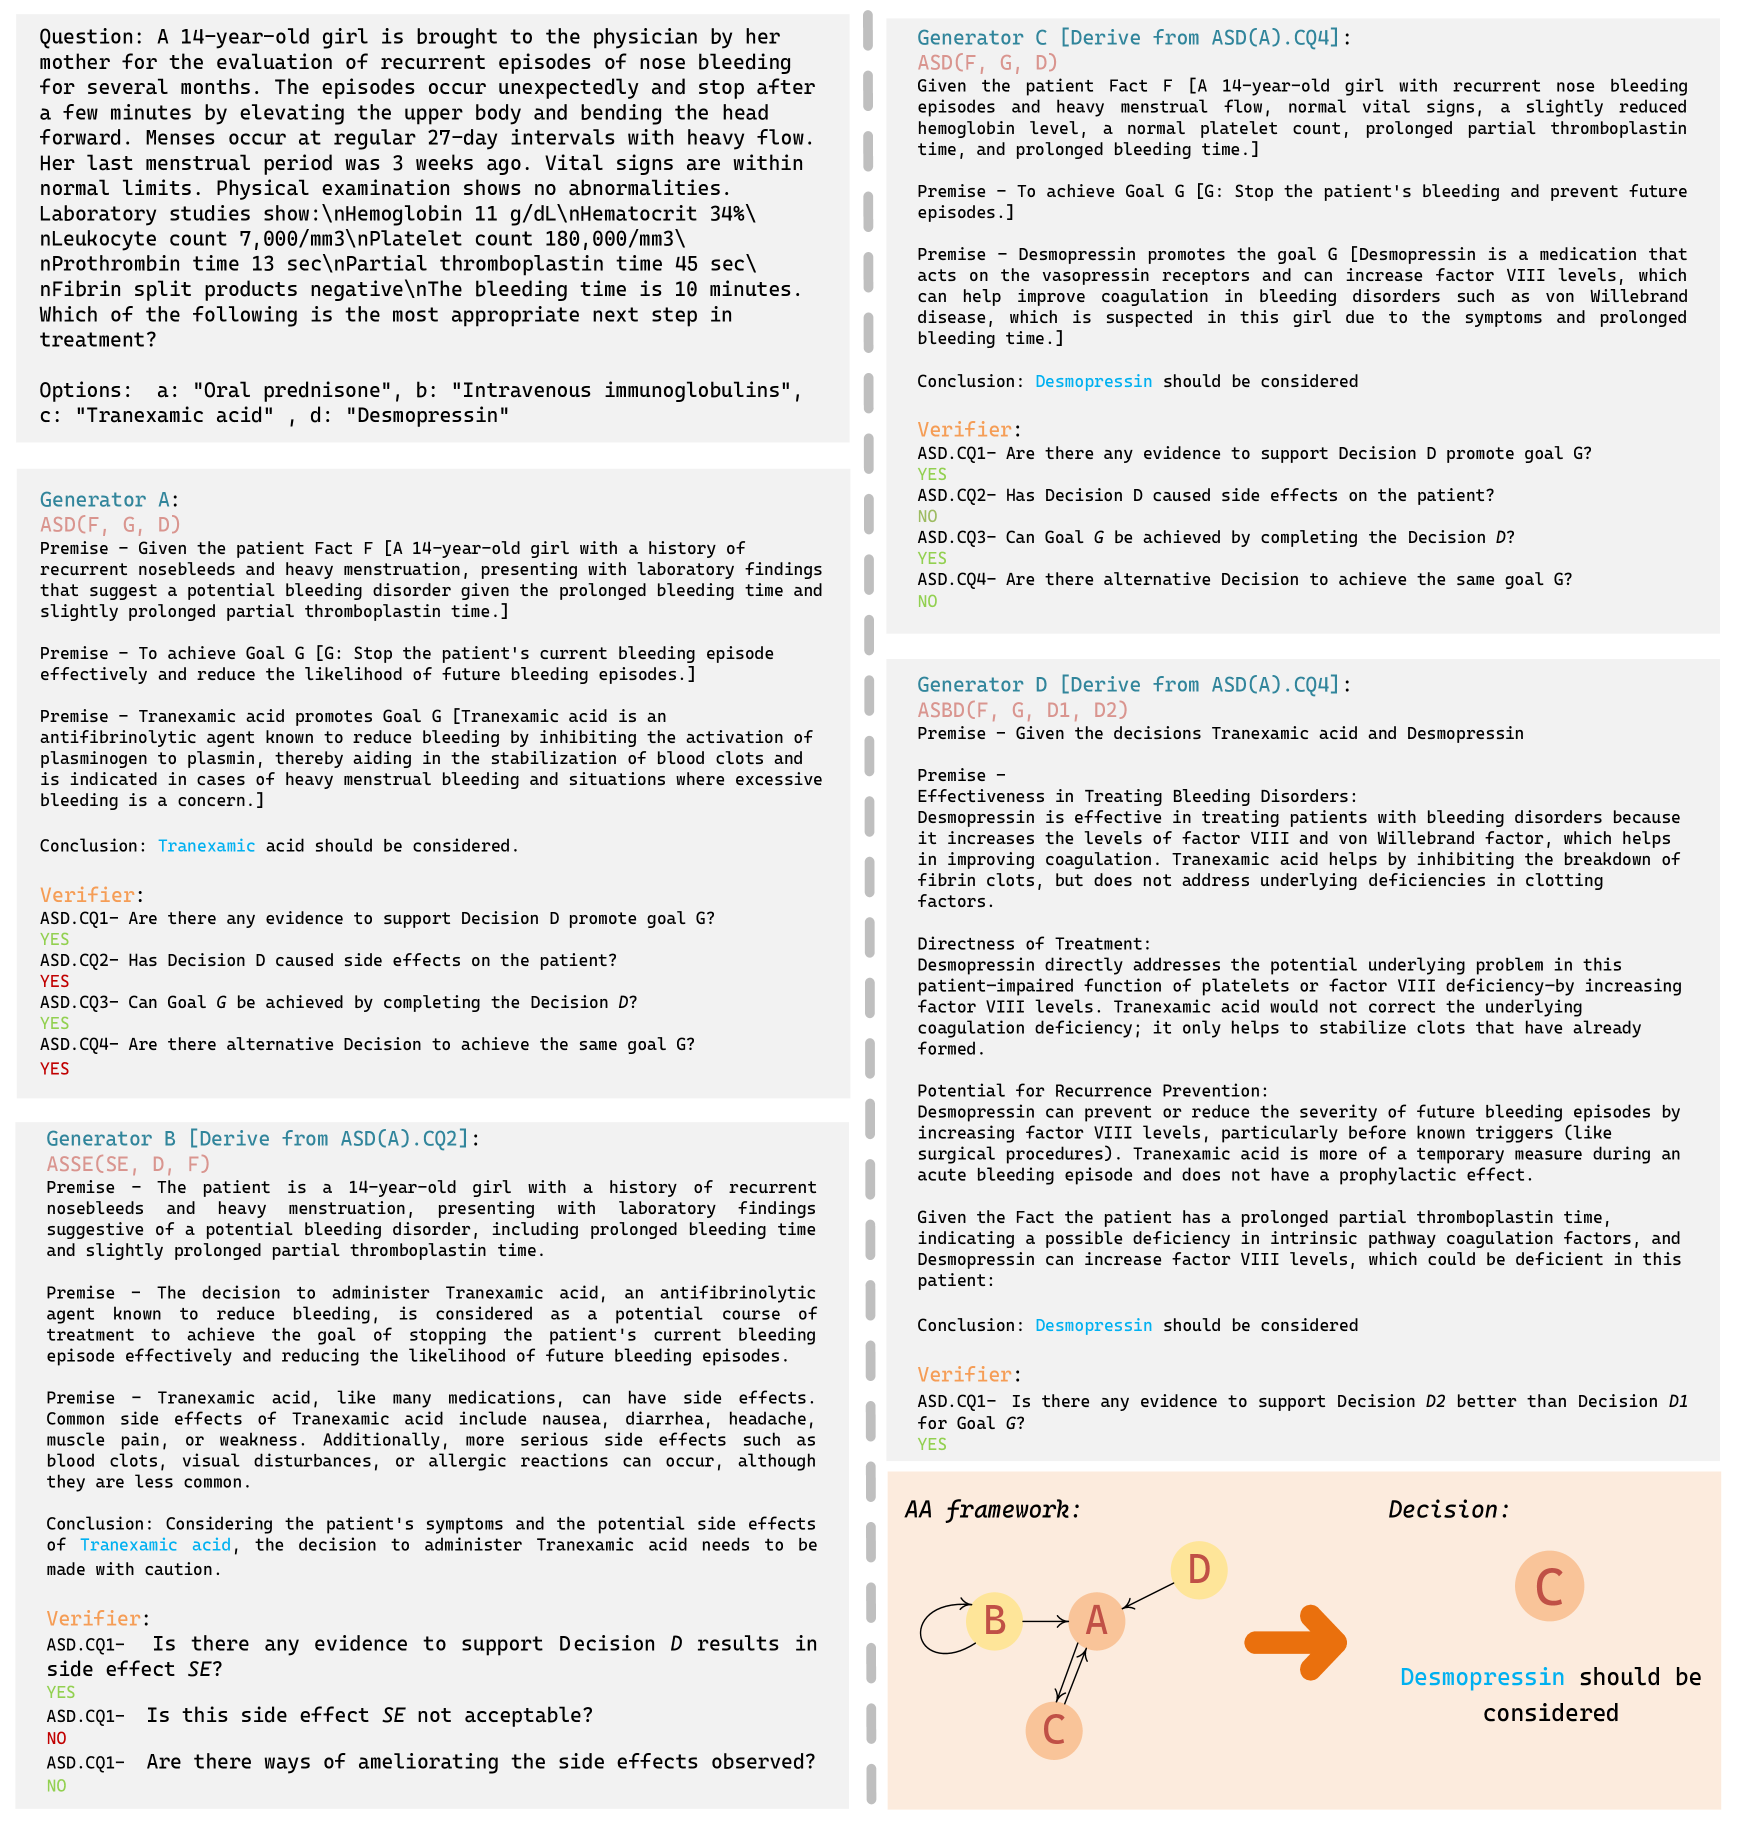 Question: A 14-year-old girl is brought to the physician by her
mother for the evaluation of recurrent episodes of nose bleeding
for several months. The episodes occur unexpectedly and stop after
a few minutes by elevating the upper body and bending the head
forward. Menses occur at regular 27-day intervals with heavy flow.
Her last menstrual period was 3 weeks ago. Vital signs are within
normal limits. Physical examination shows no abnormalities.
Laboratory studies show:\nHemoglobin 11 g/dL\nHematocrit 34%\
nLeukocyte count 7,000/mm3\nPlatelet count 180,000/mm3\
nProthrombin time 13 sec\nPartial thromboplastin time 45 sec\
nFibrin split products negative\nThe bleeding time is 10 minutes.
Which of the following is the most appropriate next step in
treatment?
Options:  a: "Oral prednisone", b: "Intravenous immunoglobulins",
c: "Tranexamic acid" , d: "Desmopressin"
Generator A:
ASD(F, G, D)
Premise - Given the patient Fact F [A 14-year-old girl with a history of
recurrent nosebleeds and heavy menstruation, presenting with laboratory findings
that suggest a potential bleeding disorder given the prolonged bleeding time and
slightly prolonged partial thromboplastin time.]
Premise - To achieve Goal G [G: Stop the patient's current bleeding episode
effectively and reduce the likelihood of future bleeding episodes.]
Premise - Tranexamic acid promotes Goal G [Tranexamic acid is an
antifibrinolytic agent known to reduce bleeding by inhibiting the activation of
plasminogen to plasmin, thereby aiding in the stabilization of blood clots and
is indicated in cases of heavy menstrual bleeding and situations where excessive
bleeding is a concern.]
Conclusion: Tranexamic acid should be considered.
Verifier:
ASD.CQ1- Are there any evidence to support Decision D promote goal G?
YES
ASD.CQ2- Has Decision D caused side effects on the patient?
YES
ASD.CQ3- Can Goal G be achieved by completing the Decision D?
YES
ASD.CQ4- Are there alternative Decision to achieve the same goal G?
YES
Generator B [Derive from ASD(A).CQ2]:
ASSE(SE, D, F)
Premise - The patient is a 14-year-old girl with a history of recurrent
nosebleeds and heavy menstruation, presenting with laboratory findings
suggestive of a potential bleeding disorder, including prolonged bleeding time
and slightly prolonged partial thromboplastin time.
Premise - The decision to administer Tranexamic acid, an antifibrinolytic
agent known to reduce bleeding, is considered as a potential course of
treatment to achieve the goal of stopping the patient's current bleeding
episode effectively and reducing the likelihood of future bleeding episodes.
Premise - Tranexamic acid, like many medications, can have side effects.
Common side effects of Tranexamic acid include nausea, diarrhea, headache,
muscle pain, or weakness. Additionally, more serious side effects such as
blood clots, visual disturbances, or allergic reactions can occur, although
they are less common.
Conclusion: Considering the patient's symptoms and the potential side effects
of Tranexamic acid, the decision to administer Tranexamic acid needs to be
made with caution.
Verifier:
ASD.CQ1- Is there any evidence to support Decision D results in
side effect SE?
YES
ASD.CQ1- Is this side effect SE not acceptable?
NO
ASD.CQ1- Are there ways of ameliorating the side effects observed?
NO
Generator C [Derive from ASD(A).CQ4]:
ASD(F, G, D)
Given the patient Fact F [A 14-year-old girl with recurrent nose bleeding
episodes and heavy menstrual flow, normal vital signs, a slightly reduced
hemoglobin level, a normal platelet count, prolonged partial thromboplastin
time, and prolonged bleeding time.]
Premise - To achieve Goal G [G: Stop the patient's bleeding and prevent future
episodes.]
Premise - Desmopressin promotes the goal G [Desmopressin is a medication that
acts on the vasopressin receptors and can increase factor VIII levels, which
can help improve coagulation in bleeding disorders such as von Willebrand
disease, which is suspected in this girl due to the symptoms and prolonged
bleeding time.]
Conclusion: Desmopressin should be considered
Verifier:
ASD.CQ1- Are there any evidence to support Decision D promote goal G?
YES
ASD.CQ2- Has Decision D caused side effects on the patient?
NO
ASD.CQ3- Can Goal G be achieved by completing the Decision D?
YES
ASD.CQ4- Are there alternative Decision to achieve the same goal G?
NO
Generator D [Derive from ASD(A).CQ4]:
ASBD(F, G, D1, D2)
Premise - Given the decisions Tranexamic acid and Desmopressin
Premise -
Effectiveness in Treating Bleeding Disorders:
Desmopressin is effective in treating patients with bleeding disorders because
it increases the levels of factor VIII and von Willebrand factor, which helps
in improving coagulation. Tranexamic acid helps by inhibiting the breakdown of
fibrin clots, but does not address underlying deficiencies in clotting
factors.
Directness of Treatment:
Desmopressin directly addresses the potential underlying problem in this
patient-impaired function of platelets or factor VIII deficiency-by increasing
factor VIII levels. Tranexamic acid would not correct the underlying
coagulation deficiency; it only helps to stabilize clots that have already
formed.
Potential for Recurrence Prevention:
Desmopressin can prevent or reduce the severity of future bleeding episodes by
increasing factor VIII levels, particularly before known triggers (like
surgical procedures). Tranexamic acid is more of a temporary measure during an
acute bleeding episode and does not have a prophylactic effect.
Given the Fact the patient has a prolonged partial thromboplastin time,
indicating a possible deficiency in intrinsic pathway coagulation factors, and
Desmopressin can increase factor VIII levels, which could be deficient in this
patient:
Conclusion: Desmopressin should be considered
Verifier:
ASD.CQ1- Is there any evidence to support Decision D2 better than Decision D1
for Goal G?
YES
AA framework:
Decision:
D
B
A
C
C
Desmopressin should be
considered